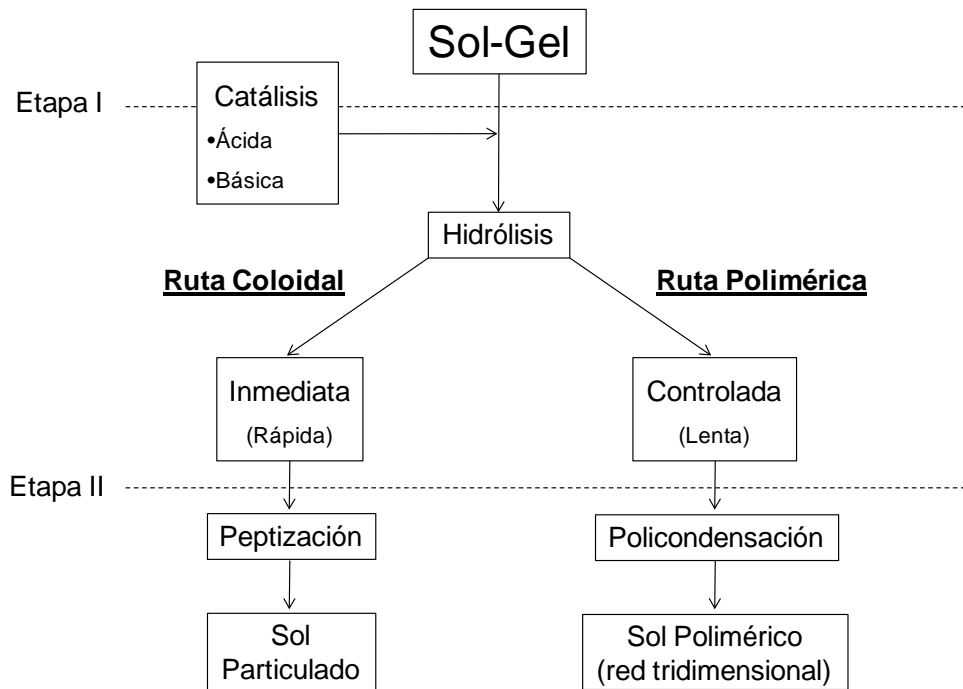 Sol-Gel
Etapa I
Catálisis
•Ácida
•Básica
Hidrólisis
Ruta Coloidal
Ruta Polimérica
Inmediata
(Rápida)
Controlada
(Lenta)
Etapa II
Peptización
Policondensación
Sol
Particulado
Sol Polimérico
(red tridimensional)